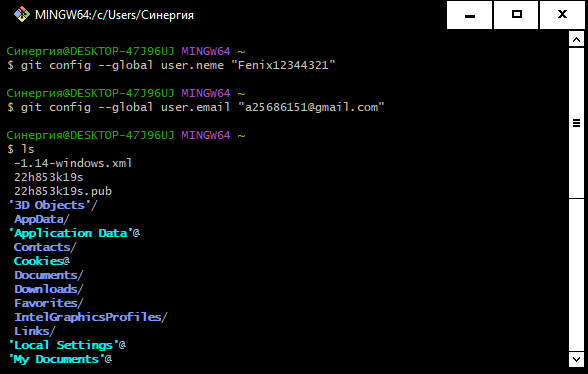 MINGW64:/c/Users/Синергия
Синергия@DESKTOP-47J96UJ MINGW64 ~
$ git config --global user.neme "Fenix12344321"
Синергия@DESKTOP-47J96UJ MINGW64 ~
$ git config --global user.email "a25686151@gmail.com"
Синергия@DESKTOP-47J96UJ MINGW64 ~
$ ls
-1.14-windows.xml
22h853k19s
22h853k19s.pub
'3D Objects'/
AppData/
'Application Data'@
Contacts/
Cookies@
Documents/
Downloads/
Favorites/
IntelGraphicsProfiles/
Links/
'Local Settings'@
'My Documents'@